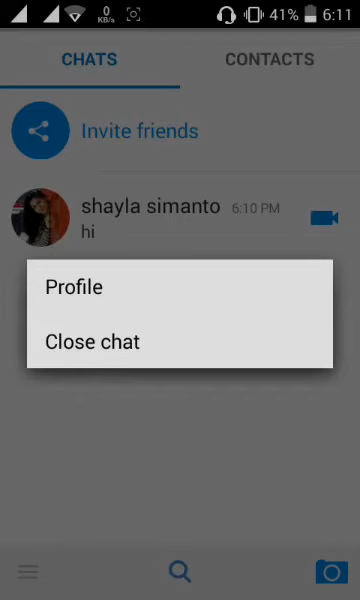 0 KB/s 41% 6:11
CHATS CONTACTS
Invite friends
shayla simanto 6:10 PM
hi
Profile
Close chat